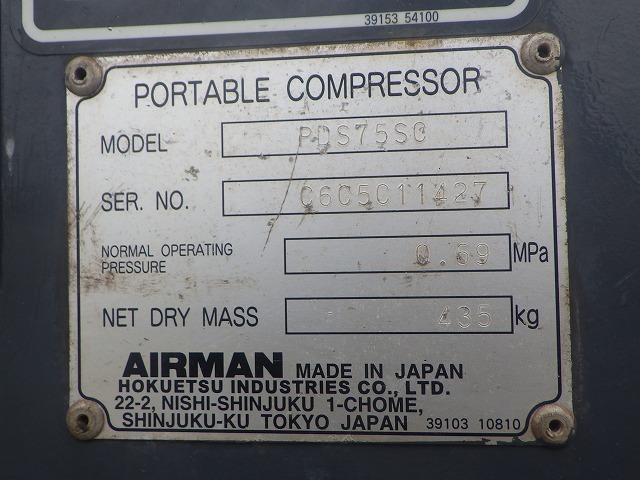 39153 54100
PORTABLE COMPRESSOR
MODEL PDS75SC
SER. NO. C6C5C11427
NORMAL OPERATING
PRESSURE 0.69 MPa
NET DRY MASS 435 kg
AIRMAN MADE IN JAPAN
HOKUETSU INDUSTRIES CO., LTD.
22-2, NISHI-SHINJUKU 1-CHOME,
SHINJUKU-KU TOKYO JAPAN 39103 10810